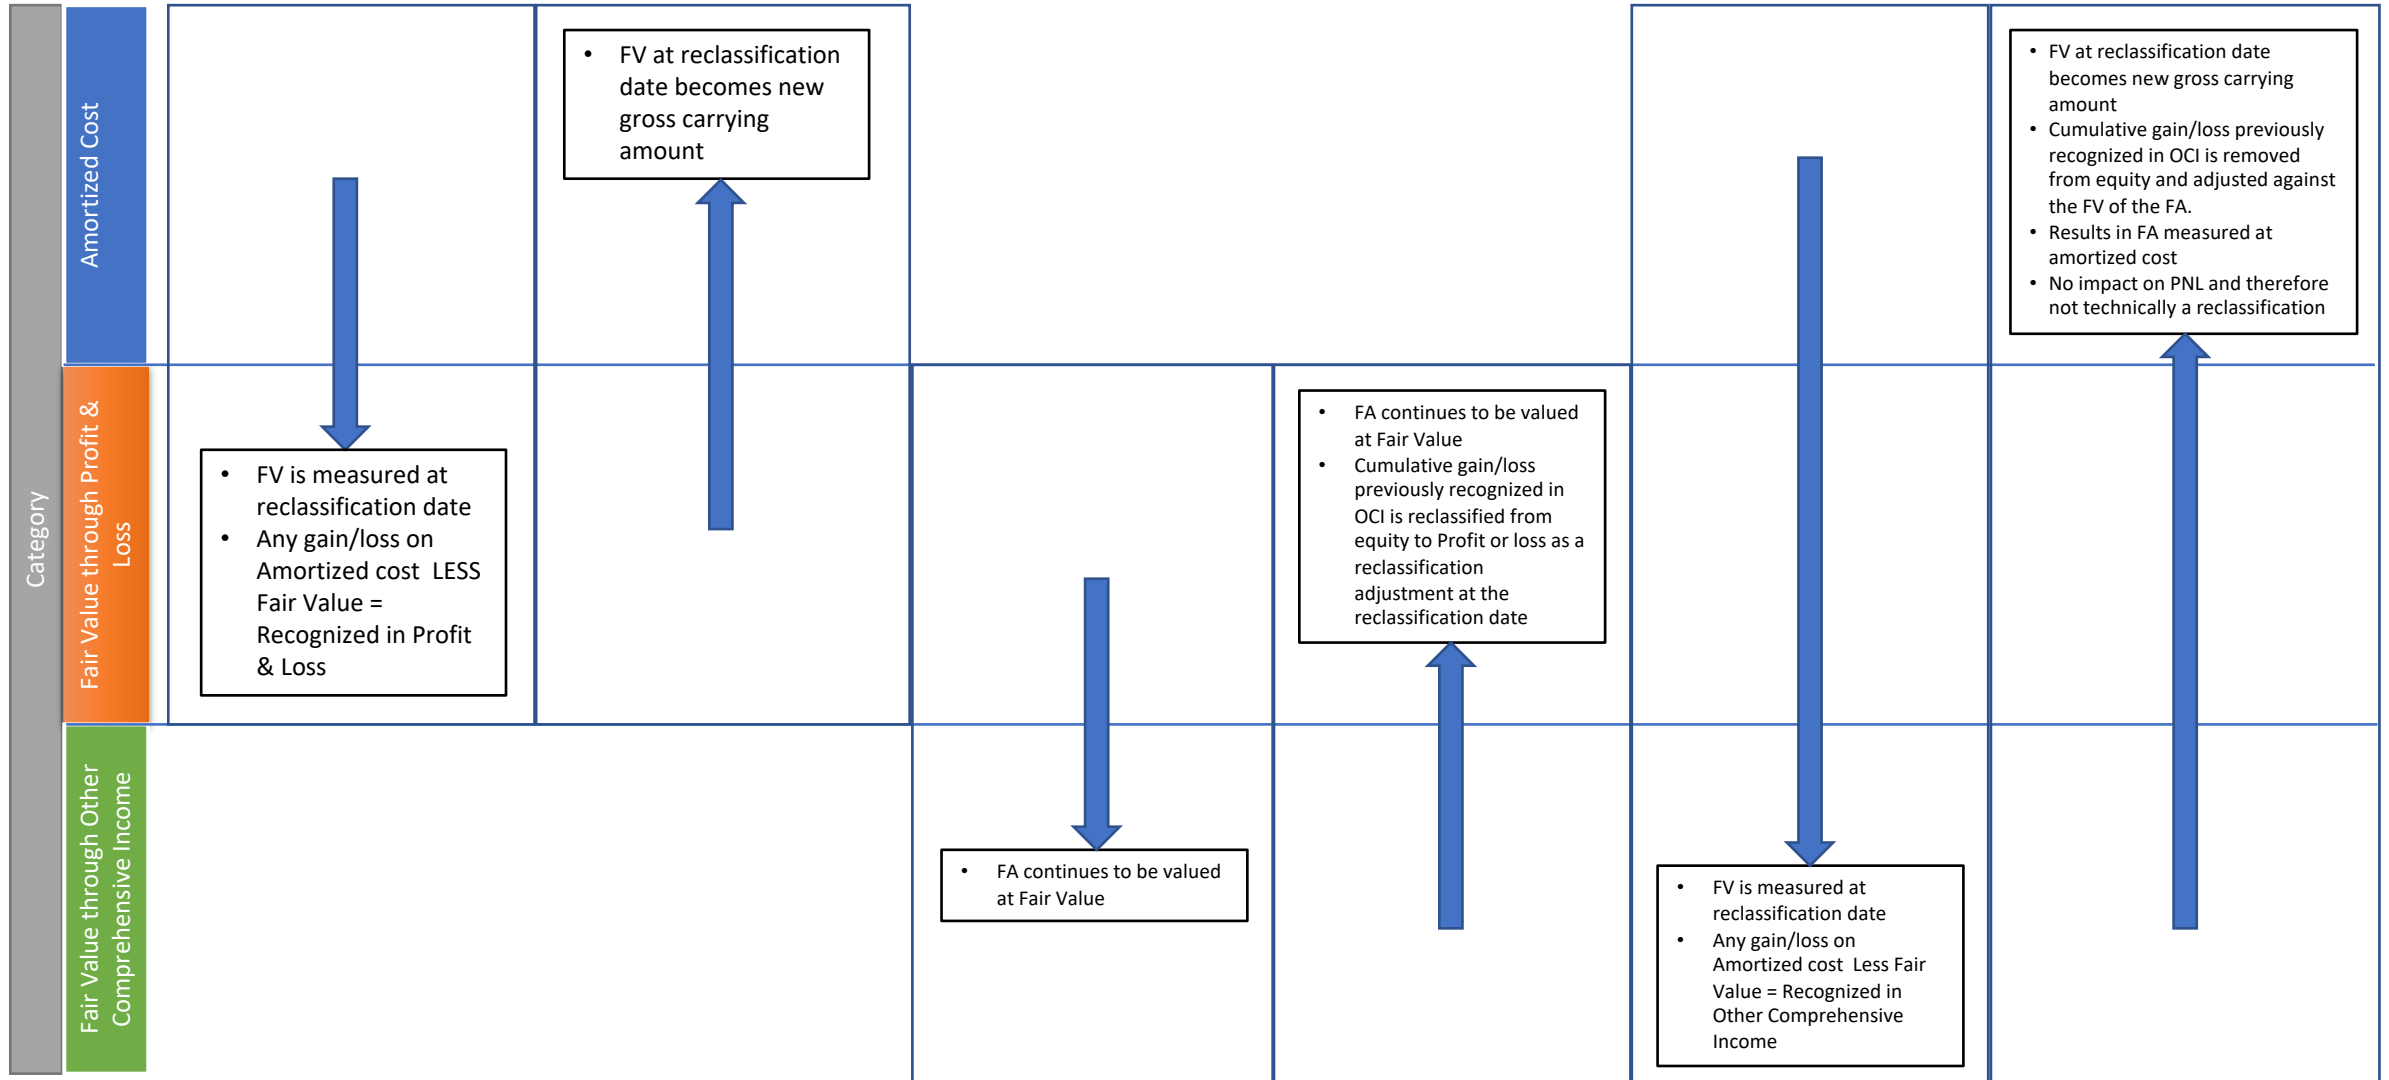 Category
Amortized Cost
Fair Value through Profit &
Loss
Fair Value through Other
Comprehensive Income
• FV is measured at
reclassification date
• Any gain/loss on
Amortized cost  LESS
Fair Value =
Recognized in Profit
& Loss
• FV at reclassification
date becomes new
gross carrying
amount
• FA continues to be valued
at Fair Value
• FA continues to be valued
at Fair Value
• Cumulative gain/loss
previously recognized in
OCI is reclassified from
equity to Profit or loss as a
reclassification
adjustment at the
reclassification date
• FV is measured at
reclassification date
• Any gain/loss on
Amortized cost  Less Fair
Value = Recognized in
Other Comprehensive
Income
• FV at reclassification date
becomes new gross carrying
amount
• Cumulative gain/loss previously
recognized in OCI is removed
from equity and adjusted against
the FV of the FA.
• Results in FA measured at
amortized cost
• No impact on PNL and therefore
not technically a reclassification